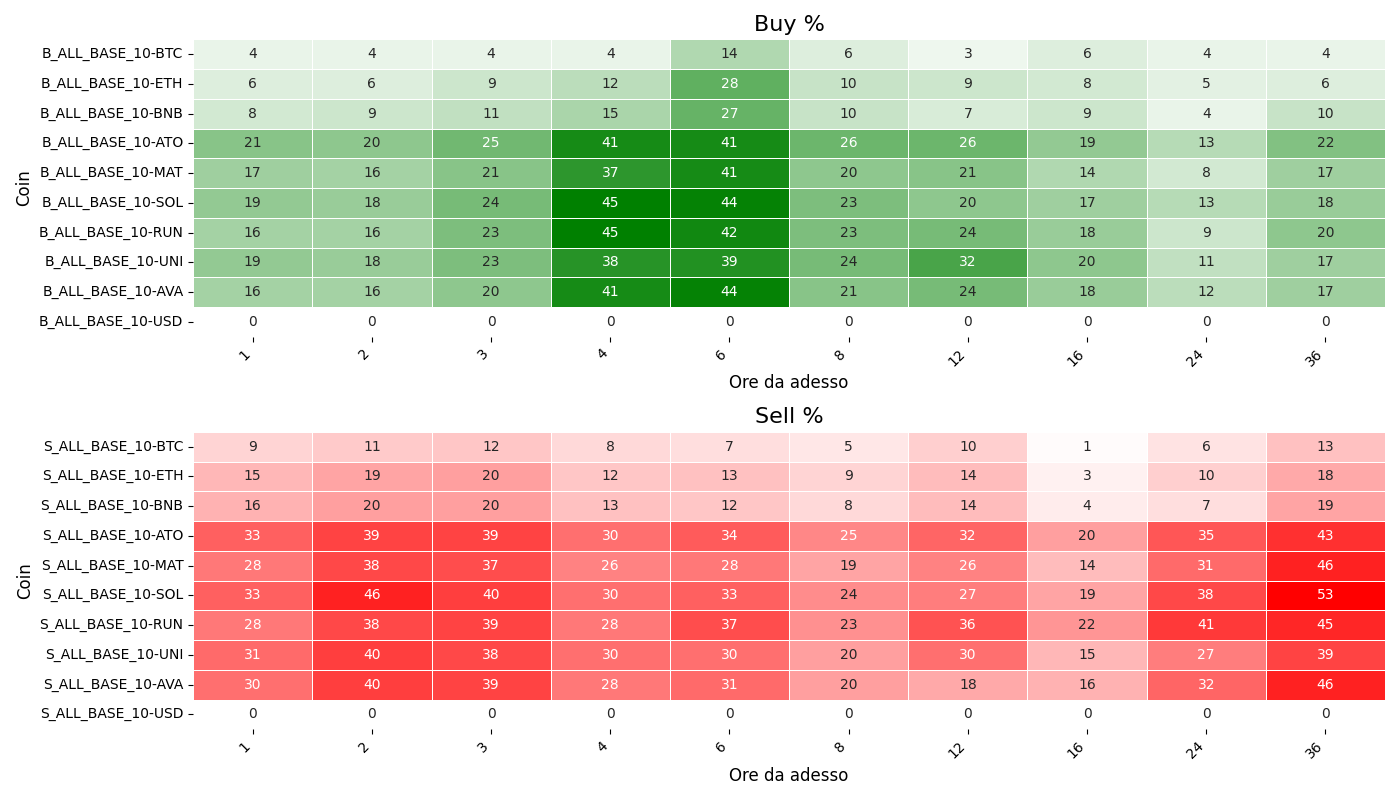 Buy %
Coin
B_ALL_BASE_10-BTC 4 4 4 4 14 6 3 6 4 4
B_ALL_BASE_10-ETH 6 6 9 12 28 10 9 8 5 6
B_ALL_BASE_10-BNB 8 9 11 15 27 10 7 9 4 10
B_ALL_BASE_10-ATO 21 20 25 41 41 26 26 19 13 22
B_ALL_BASE_10-MAT 17 16 21 37 41 20 21 14 8 17
B_ALL_BASE_10-SOL 19 18 24 45 44 23 20 17 13 18
B_ALL_BASE_10-RUN 16 16 23 45 42 23 24 18 9 20
B_ALL_BASE_10-UNI 19 18 23 38 39 24 32 20 11 17
B_ALL_BASE_10-AVA 16 16 20 41 44 21 24 18 12 17
B_ALL_BASE_10-USD 0 0 0 0 0 0 0 0 0 0
1 2 3 4 6 8 12 16 24 36
Ore da adesso
Sell %
Coin
S_ALL_BASE_10-BTC 9 11 12 8 7 5 10 1 6 13
S_ALL_BASE_10-ETH 15 19 20 12 13 9 14 3 10 18
S_ALL_BASE_10-BNB 16 20 20 13 12 8 14 4 7 19
S_ALL_BASE_10-ATO 33 39 39 30 34 25 32 20 35 43
S_ALL_BASE_10-MAT 28 38 37 26 28 19 26 14 31 46
S_ALL_BASE_10-SOL 33 46 40 30 33 24 27 19 38 53
S_ALL_BASE_10-RUN 28 38 39 28 37 23 36 22 41 45
S_ALL_BASE_10-UNI 31 40 38 30 30 20 30 15 27 39
S_ALL_BASE_10-AVA 30 40 39 28 31 20 18 16 32 46
S_ALL_BASE_10-USD 0 0 0 0 0 0 0 0 0 0
1 2 3 4 6 8 12 16 24 36
Ore da adesso